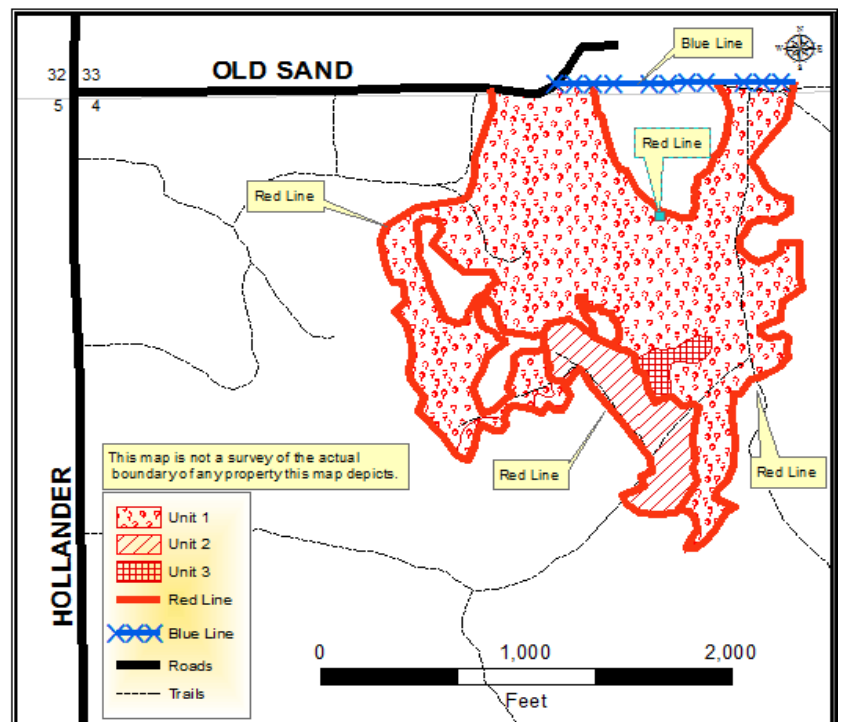 Blue Line
N
W
E
S
32 33
OLD SAND
5 4
Red Line
Red Line
This map is not a survey of the actual
boundary of any property this map depicts.
Red Line
Red Line
HOLLANDER
Unit 1
Unit 2
Unit 3
Red Line
Blue Line
Roads
Trails
0 1,000 2,000
Feet